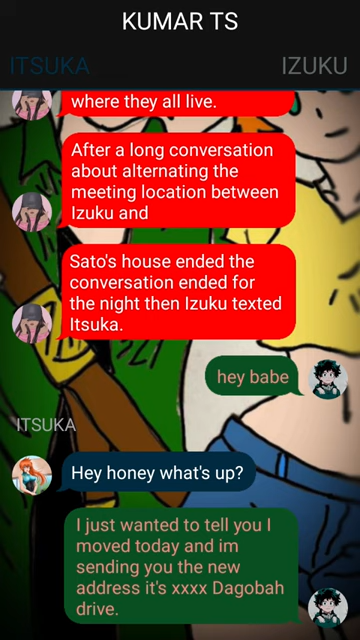 KUMAR TS
ITSUKA
IZUKU
where they all live.
After a long conversation
about alternating the
meeting location between
Izuku and
Sato's house ended the
conversation ended for
the night then Izuku texted
Itsuka.
hey babe
ITSUKA
Hey honey what's up?
I just wanted to tell you I
moved today and im
sending you the new
address it's xxxx Dagobah
drive.